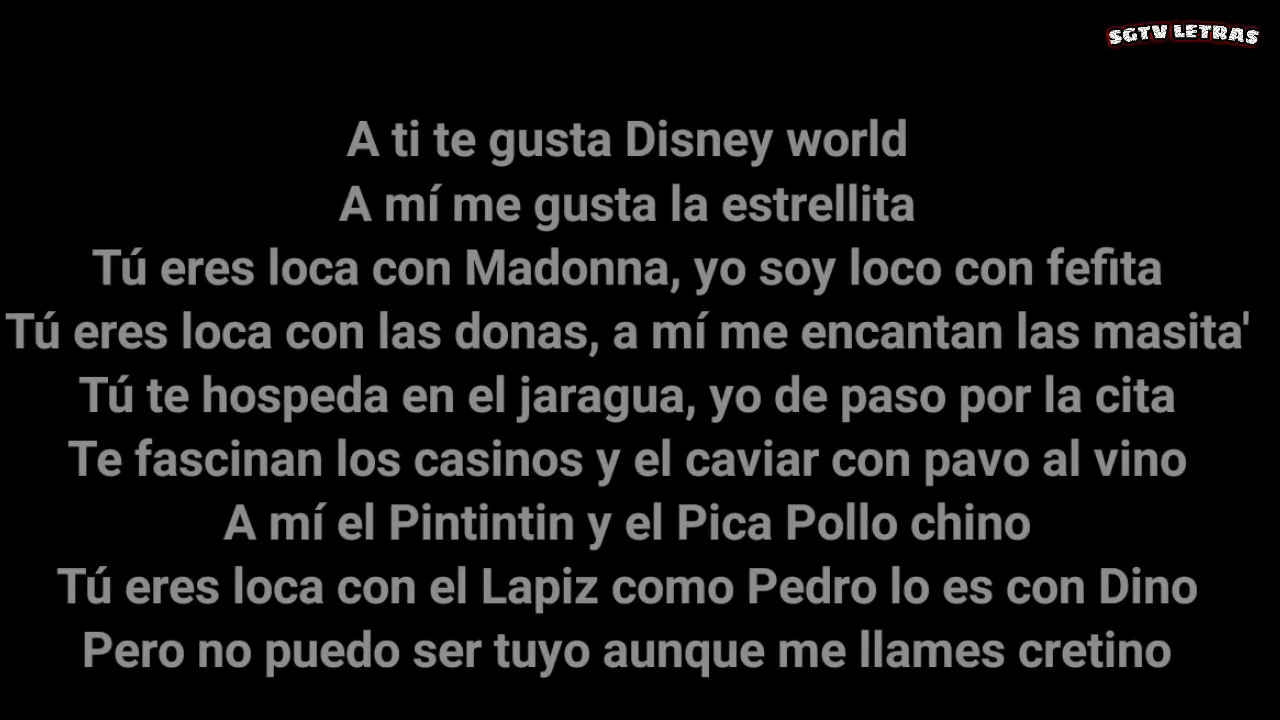 SGTV LETRAS
A ti te gusta Disney world
A mí me gusta la estrellita
Tú eres loca con Madonna, yo soy loco con fefita
Tú eres loca con las donas, a mí me encantan las masita'
Tú te hospeda en el jaragua, yo de paso por la cita
Te fascinan los casinos y el caviar con pavo al vino
A mí el Pintintin y el Pica Pollo chino
Tú eres loca con el Lapiz como Pedro lo es con Dino
Pero no puedo ser tuyo aunque me llames cretino